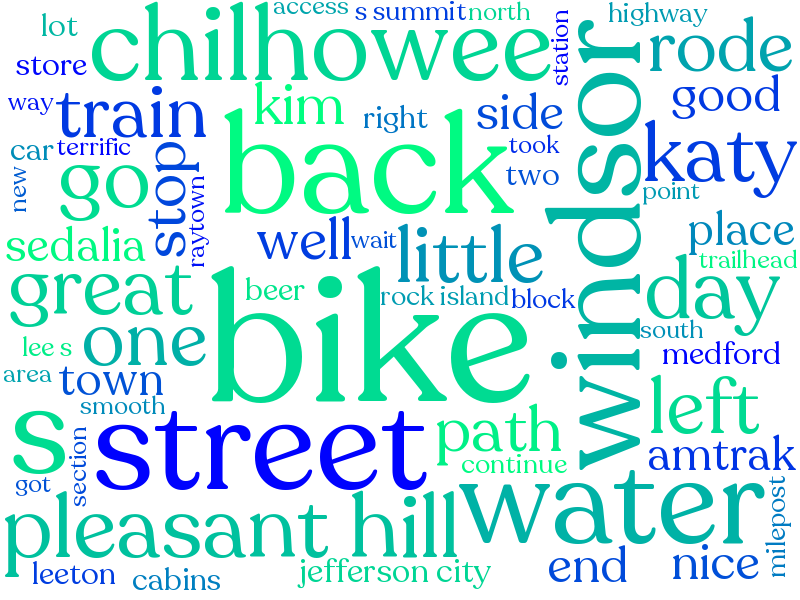 access
s summit
north
highway
lot
chilhowee
station
rode
store
way
train
kim
right
side
good
car
terrific
stop
back
took
two
windsor
katy
new
go
raytown
point
sedalia
well
wait
little
place
trailhead
great
beer
bike
rock island
block
day
one
south
lee s
medford
area
town
smooth
s
street
path
left
section
continue
amtrak
got
water
milepost
pleasant hill
leeton
cabins
jefferson city
end
nice